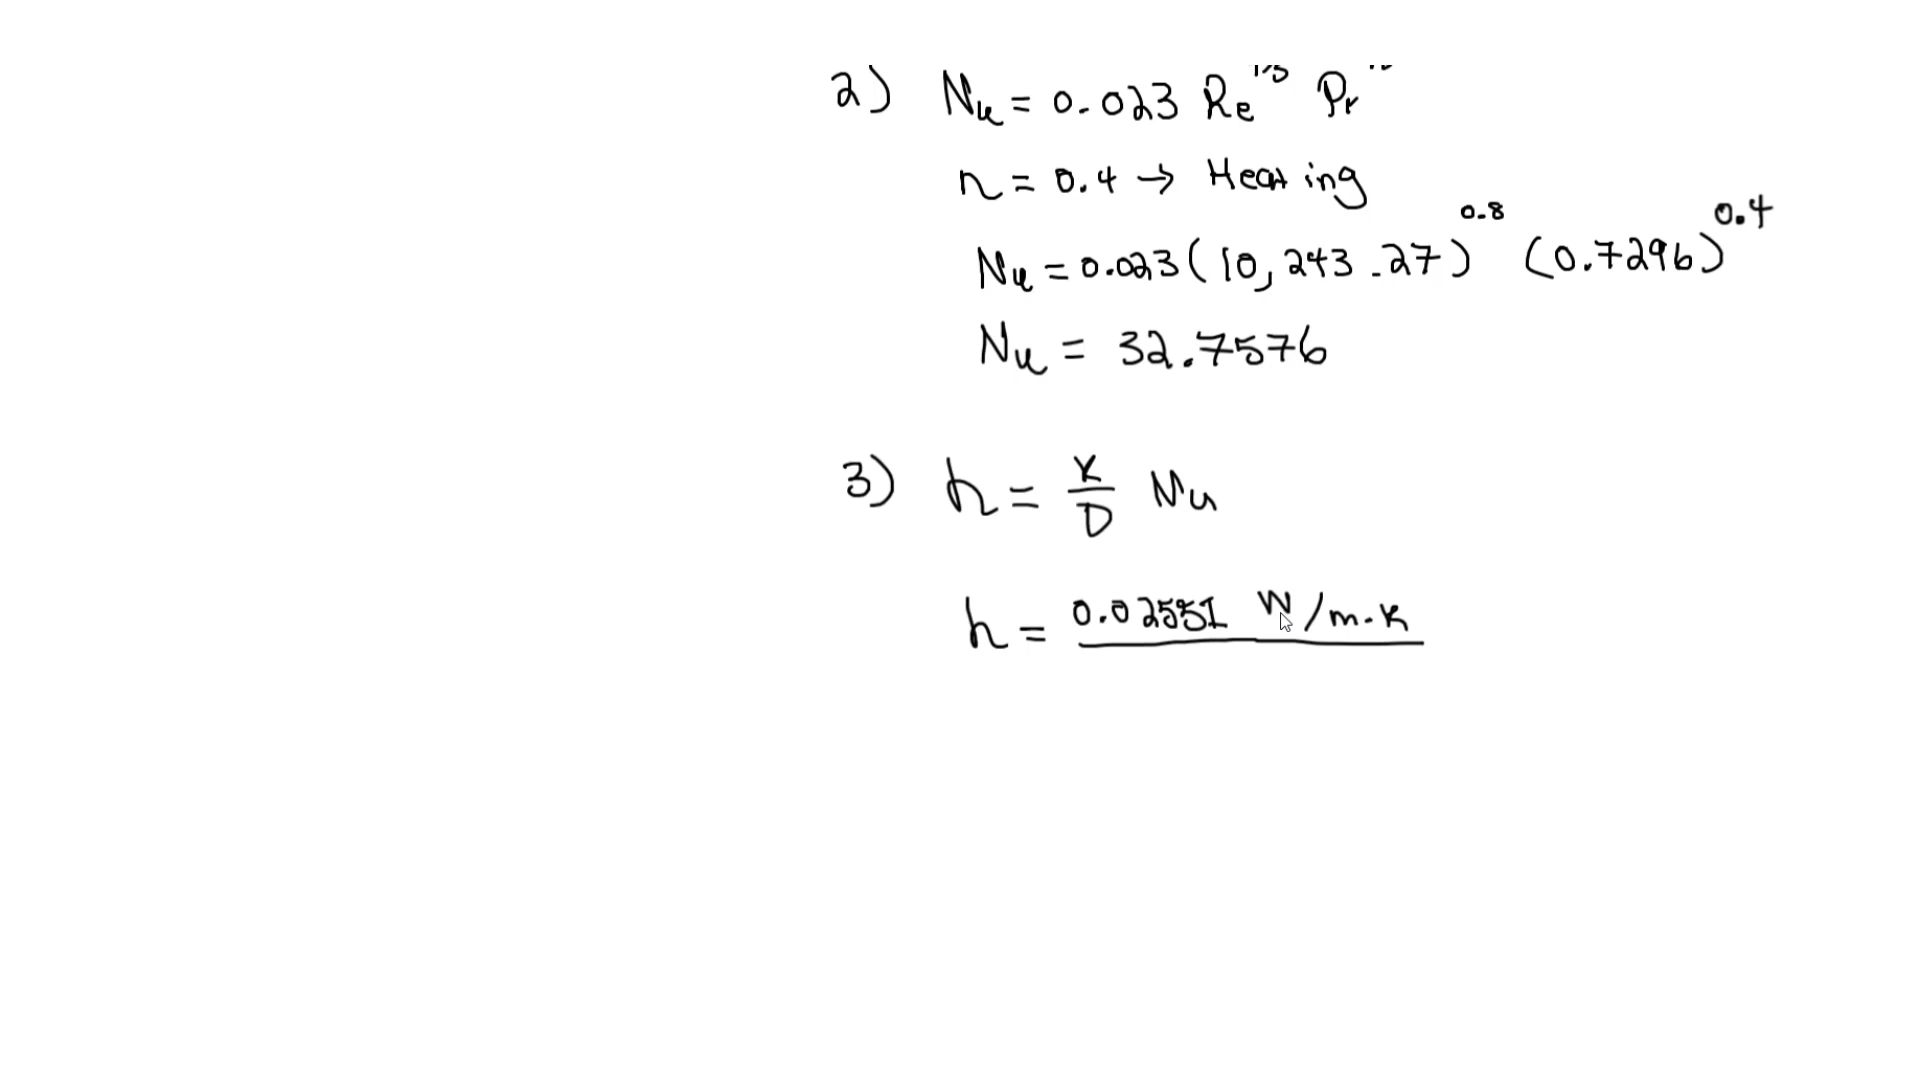 2) Nu = 0.023 Re Pr
n = 0.4 → Heating
Nu = 0.023 (10,243.27)^0.8 (0.7296)^0.4
Nu = 32.7576
3) h = K/D Nu
h = 0.02551 W/m·K